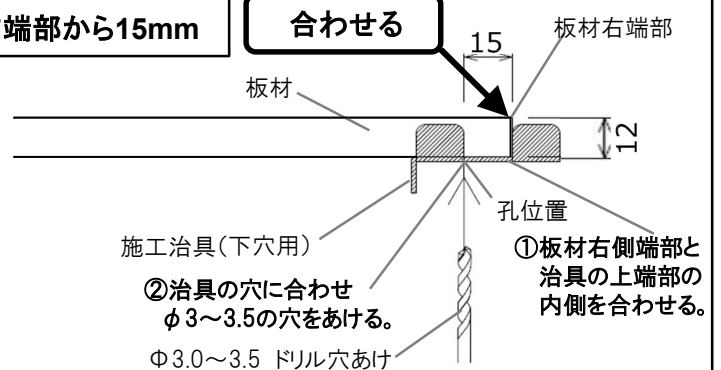 端部から15mm
合わせる
15
板材右端部
板材
12
孔位置
施工治具(下穴用)
①板材右側端部と
治具の上端部の
内側を合わせる。
②治具の穴に合わせ
φ3～3.5の穴をあける。
Φ3.0～3.5 ドリル穴あけ